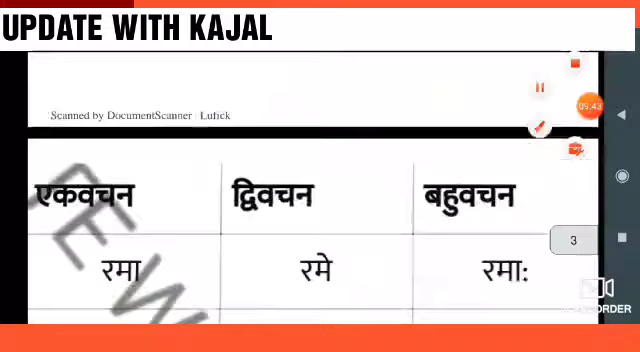 UPDATE WITH KAJAL
Scanned by DocumentScanner | Lufick
09:43
एकवचन द्विवचन बहुवचन
3
रमा रमे रमा: